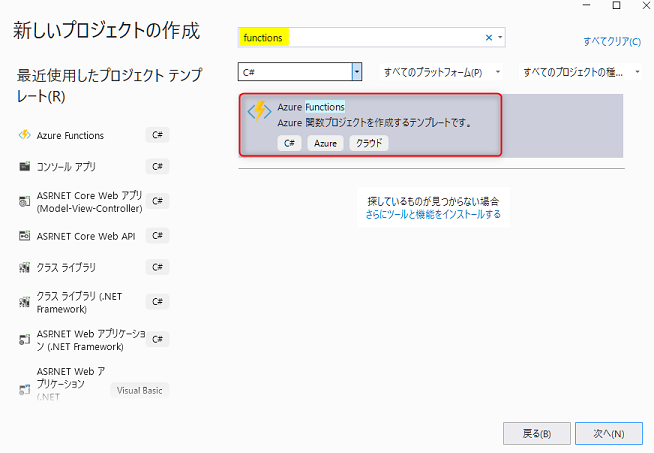 新しいプロジェクトの作成
functions
すべてクリア(C)
最近使用したプロジェクト テンプ
レート(R)
C#
すべてのプラットフォーム(P)
すべてのプロジェクトの種...
Azure Functions
Azure 関数プロジェクトを作成するテンプレートです。
C#
Azure
クラウド
探しているものが見つからない場合
さらにツールと機能をインストールする
Azure Functions
C#
コンソール アプリ
C#
ASP.NET Core Web アプリ
(Model-View-Controller)
C#
ASP.NET Core Web API
C#
クラス ライブラリ
C#
クラス ライブラリ (.NET
Framework)
C#
ASP.NET Web アプリケーショ
ン (.NET Framework)
C#
ASP.NET Web ア
プリケーション
(.NET
Visual Basic
戻る(B)
次へ(N)